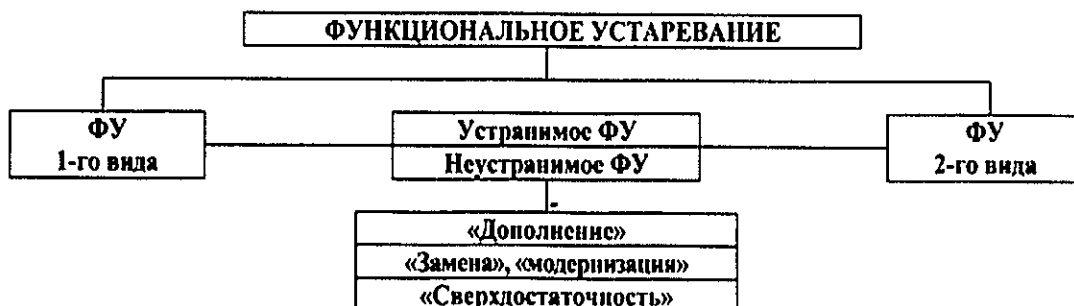 ФУНКЦИОНАЛЬНОЕ УСТАРЕВАНИЕ
ФУ
1-го вида
Устранимое ФУ
Неустранимое ФУ
ФУ
2-го вида
«Дополнение»
«Замена», «модернизация»
«Сверхдостаточность»